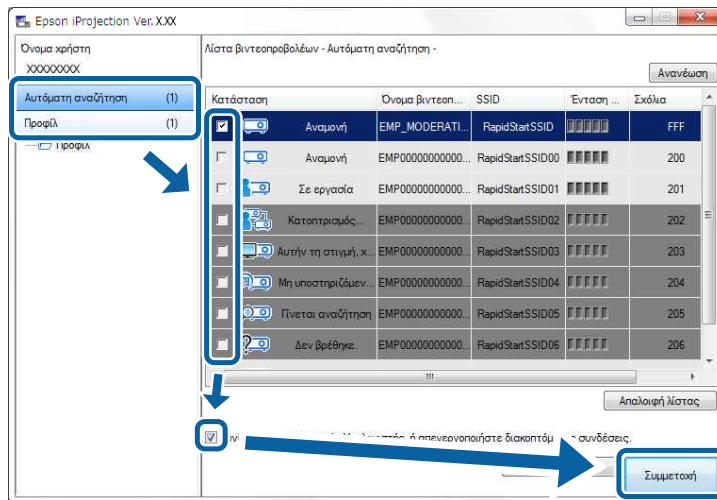 Epson iProjection Ver. X.XX
Όνομα χρήστη
XXXXXXXX
Αυτόματη αναζήτηση (1)
Προφίλ (1)
Προφίλ
Λίστα βιντεοπροβολέων - Αυτόματη αναζήτηση -
Ανανέωση
Κατάσταση Όνομα βιντεοπ... SSID Ένταση ... Σχόλια
Αναμονή EMP_MODERATI... RapidStartSSID FFF
Αναμονή EMP00000000000... RapidStartSSID00 200
Σε εργασία EMP00000000000... RapidStartSSID01 201
Κατοπτρισμός... EMP00000000000... RapidStartSSID02 202
Αυτήν τη στιγμή, χ... EMP00000000000... RapidStartSSID03 203
Μη υποστηριζόμεν... EMP00000000000... RapidStartSSID04 204
Γίνεται αναζήτηση EMP00000000000... RapidStartSSID05 205
Δεν βρέθηκε.. EMP00000000000... RapidStartSSID06 206
Απαλοιφή λίστας
ή απενεργοποιήστε συνδέσεις.
Συμμετοχή